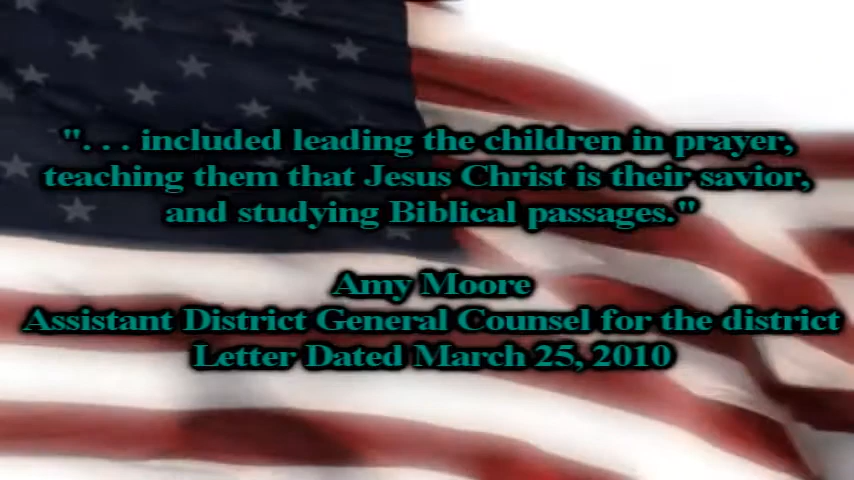 ". . . included leading the children in prayer,
teaching them that Jesus Christ is their savior,
and studying Biblical passages."
Amy Moore
Assistant District General Counsel for the district
Letter Dated March 25, 2010